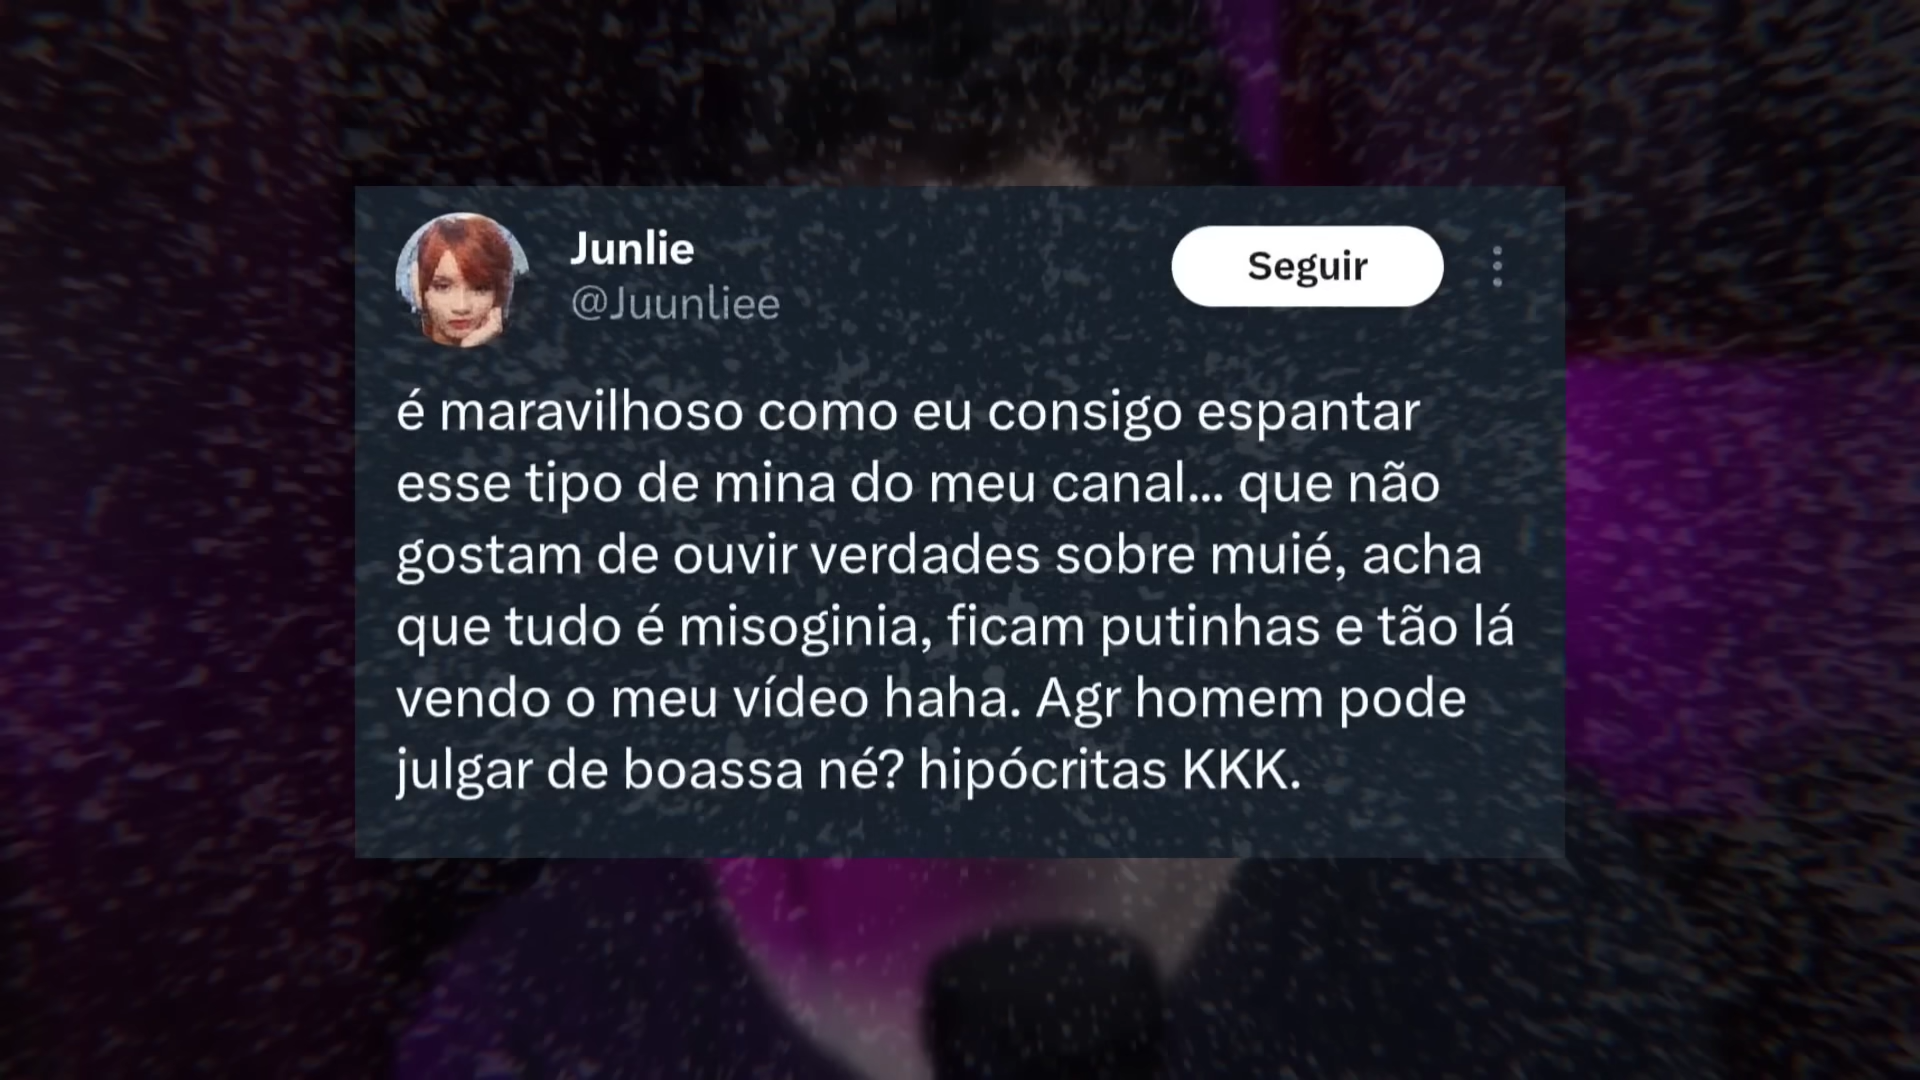 Junlie
@Juunliee
Seguir
é maravilhoso como eu consigo espantar
esse tipo de mina do meu canal... que não
gostam de ouvir verdades sobre muié, acha
que tudo é misoginia, ficam putinhas e tão lá
vendo o meu vídeo haha. Agr homem pode
julgar de boassa né? hipócritas KKK.